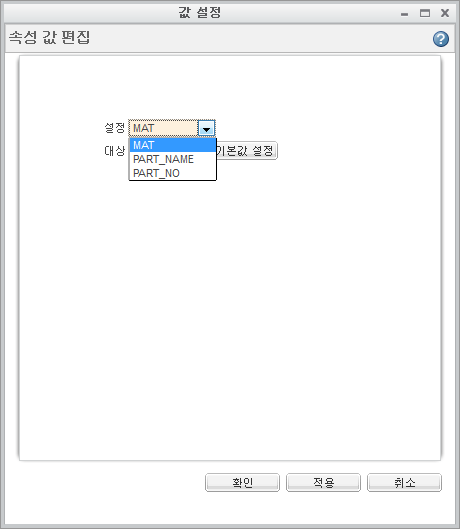 값 설정
속성 값 편집
설정 MAT
대상 기본값 설정
MAT
PART_NAME
PART_NO
확인 적용 취소